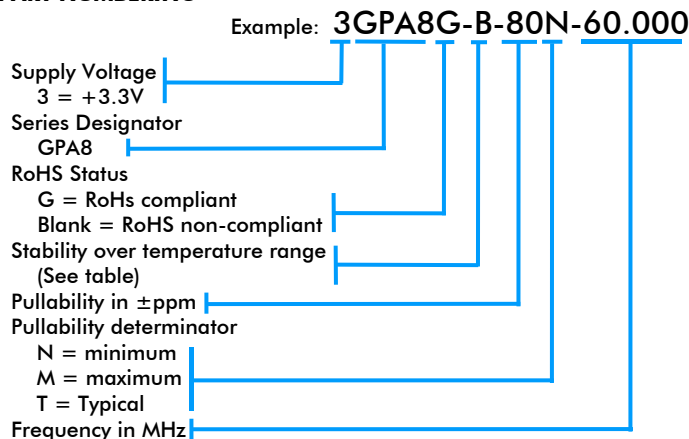 Example: 3GPA8G-B-80N-60.000
Supply Voltage
3 = +3.3V
Series Designator
GPA8
RoHS Status
G = RoHs compliant
Blank = RoHS non-compliant
Stability over temperature range
(See table)
Pullability in ±ppm
Pullability determinator
N = minimum
M = maximum
T = Typical
Frequency in MHz